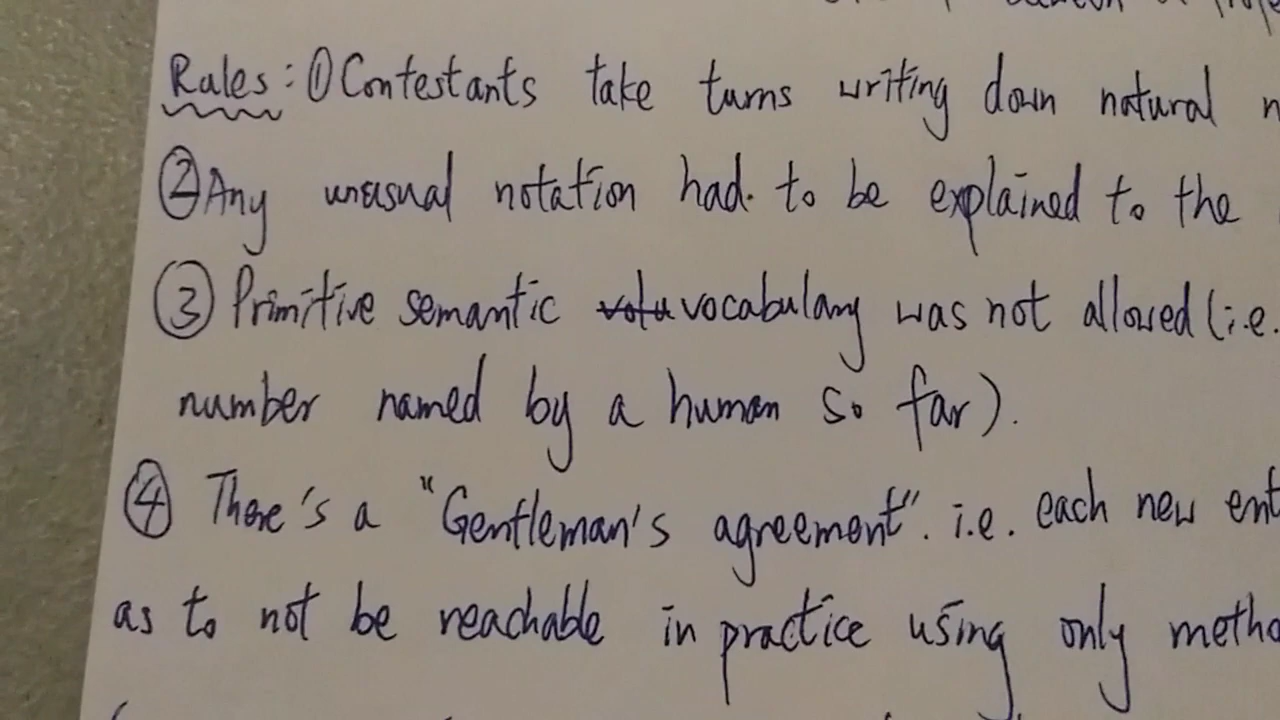 Rules: ① Contestants take turns writing down natural
② Any unusual notation had to be explained to the
③ Primitive semantic vocabulary was not allowed (i.e.
number named by a human so far).
④ There's a "Gentleman's agreement". i.e. each new
as to not be reachable in practice using only